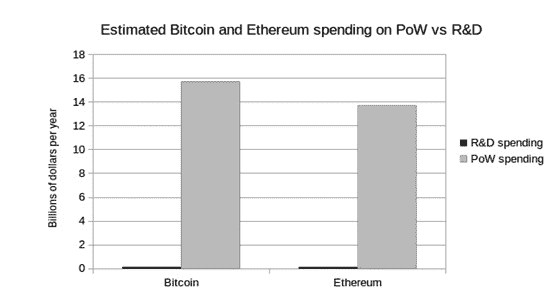 Estimated Bitcoin and Ethereum spending on PoW vs R&D
18
16
14
12
10
8
6
4
2
0
Billions of dollars per year
Bitcoin
Ethereum
R&D spending
PoW spending